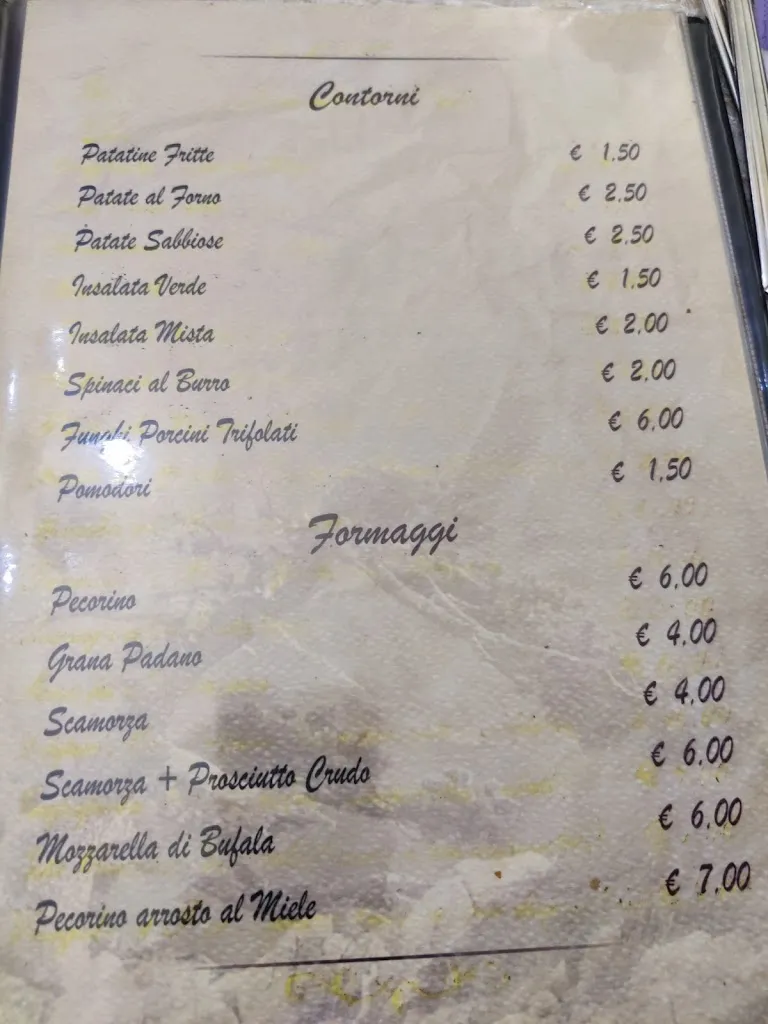 Contorni
Patatine Fritte € 1.50
Patate al Forno € 2.50
Patate Sabbiose € 2.50
Insalata Verde € 1.50
Insalata Mista € 2.00
Spinaci al Burro € 2.00
Funghi Porcini Trifolati € 6.00
Pomodori € 1.50
Formaggi
Pecorino € 6.00
Grana Padano € 4.00
Scamorza € 4.00
Scamorza + Prosciutto Crudo € 6.00
Mozzarella di Bufala € 6.00
Pecorino arrosto al Miele € 7.00